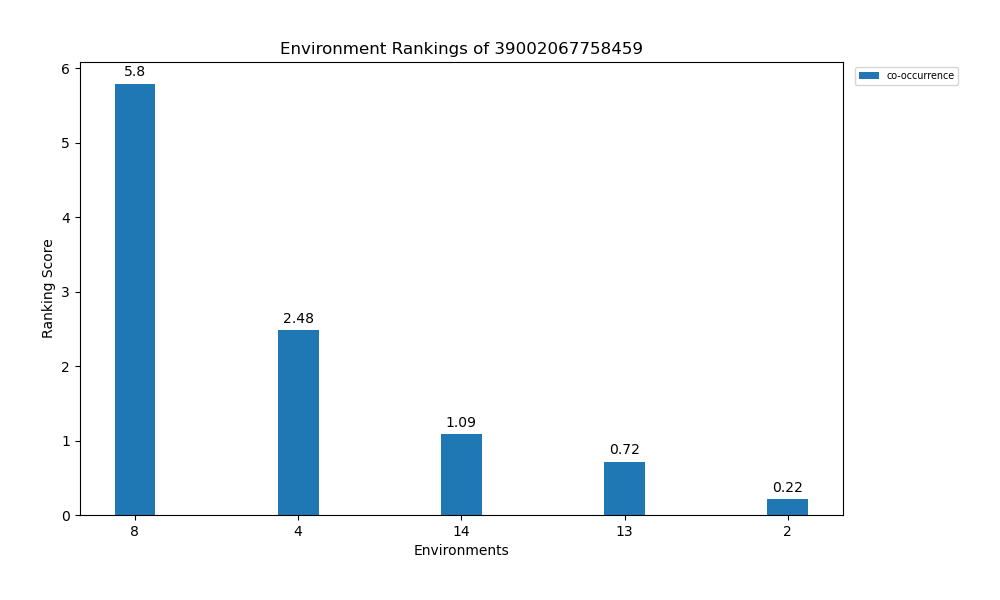 Environment Rankings of 39002067758459
co-occurrence
Ranking Score
6
5
4
3
2
1
0
5.8
2.48
1.09
0.72
0.22
8 4 14 13 2
Environments